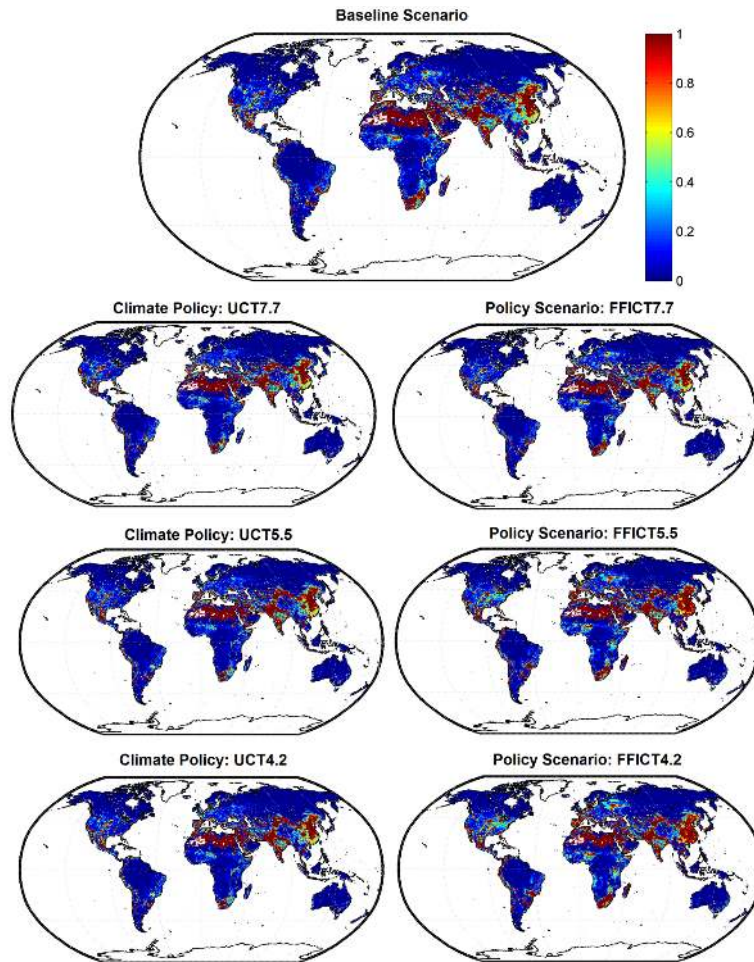 Baseline Scenario
1
0.8
0.6
0.4
0.2
0
Climate Policy: UCT7.7
Policy Scenario: FFICT7.7
Climate Policy: UCT5.5
Policy Scenario: FFICT5.5
Climate Policy: UCT4.2
Policy Scenario: FFICT4.2